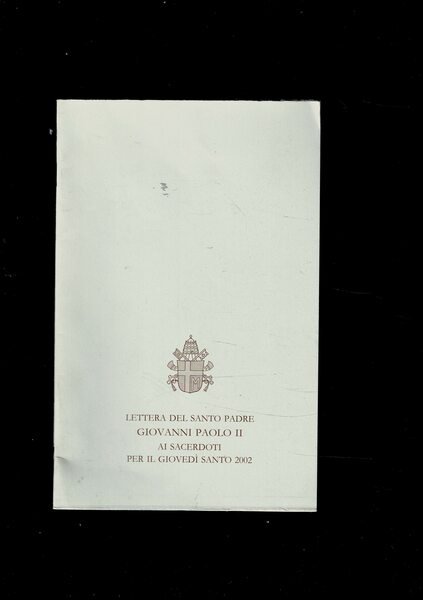 LETTERA DEL SANTO PADRE
GIOVANNI PAOLO II
AI SACERDOTI
PER IL GIOVEDÌ SANTO 2002